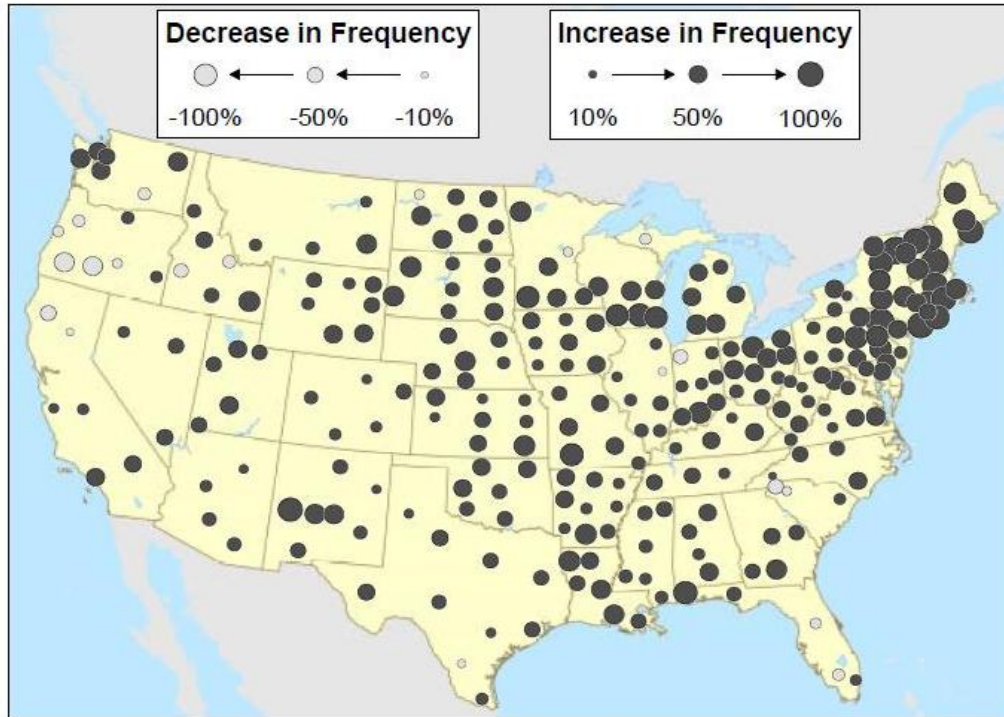 Decrease in Frequency
-100% -50% -10%
Increase in Frequency
10% 50% 100%